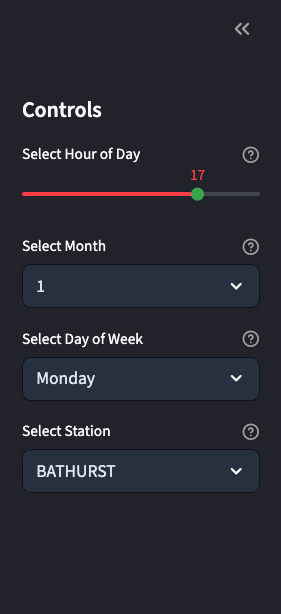 Controls
Select Hour of Day
17
Select Month
1
Select Day of Week
Monday
Select Station
BATHURST